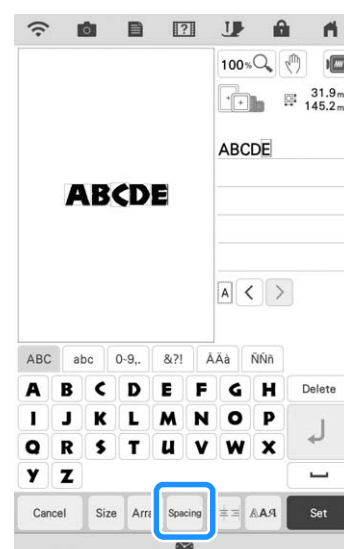 100%
31.9m
145.2m
ABCDE
ABCDE
A < >
ABC abc 0-9,. &?! ÄÄà ÑÑñ
A B C D E F G H Delete
I J K L M N O P
Q R S T U V W X
Y Z
Cancel Size Arra Spacing AAA Set